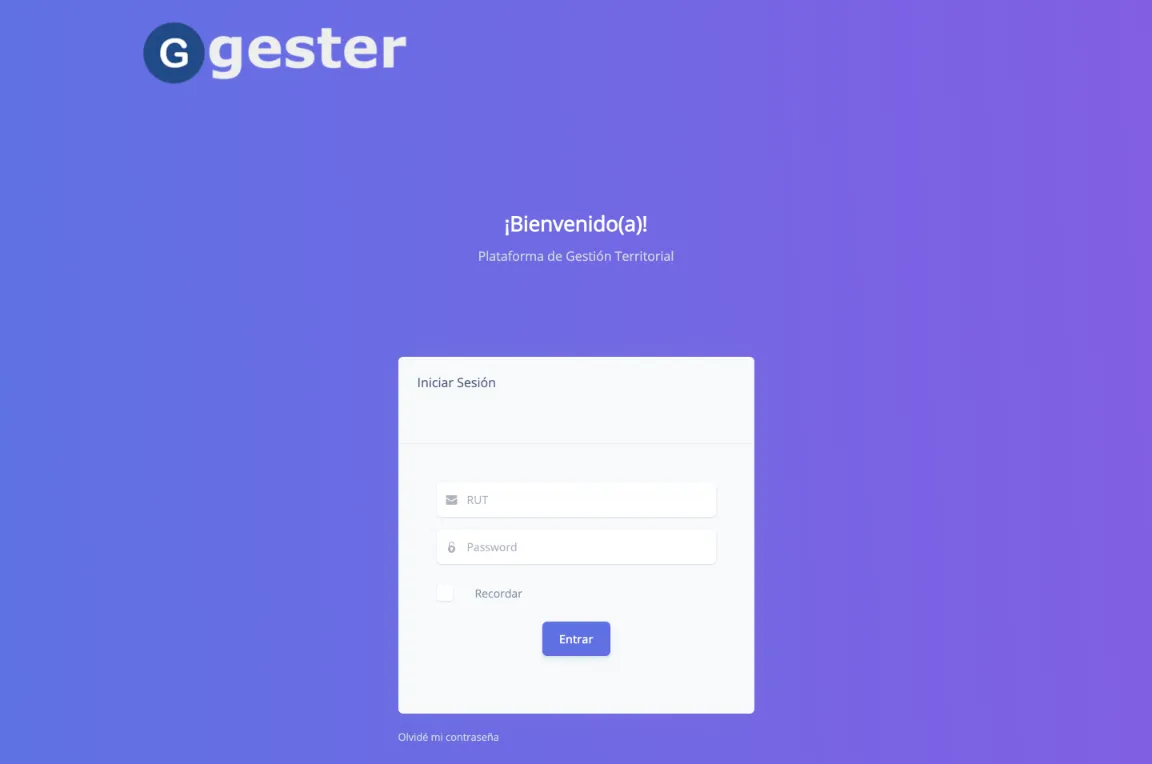 G gester
¡Bienvenido(a)!
Plataforma de Gestión Territorial
Iniciar Sesión
RUT
Password
Recordar
Entrar
Olvidé mi contraseña